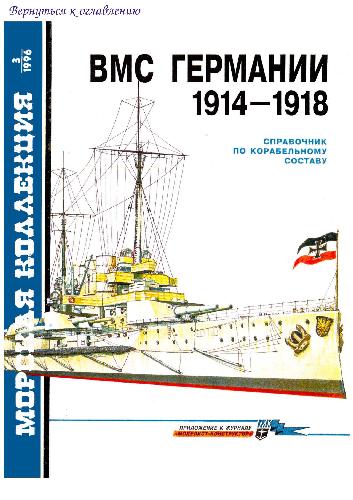 Вернуться к оглавлению
3
1996
МОРСКАЯ КОЛЛЕКЦИЯ
ВМС ГЕРМАНИИ
1914–1918
СПРАВОЧНИК
ПО КОРАБЕЛЬНОМУ
СОСТАВУ
ПРИЛОЖЕНИЕ К ЖУРНАЛУ
«МОДЕЛИСТ-КОНСТРУКТОР»